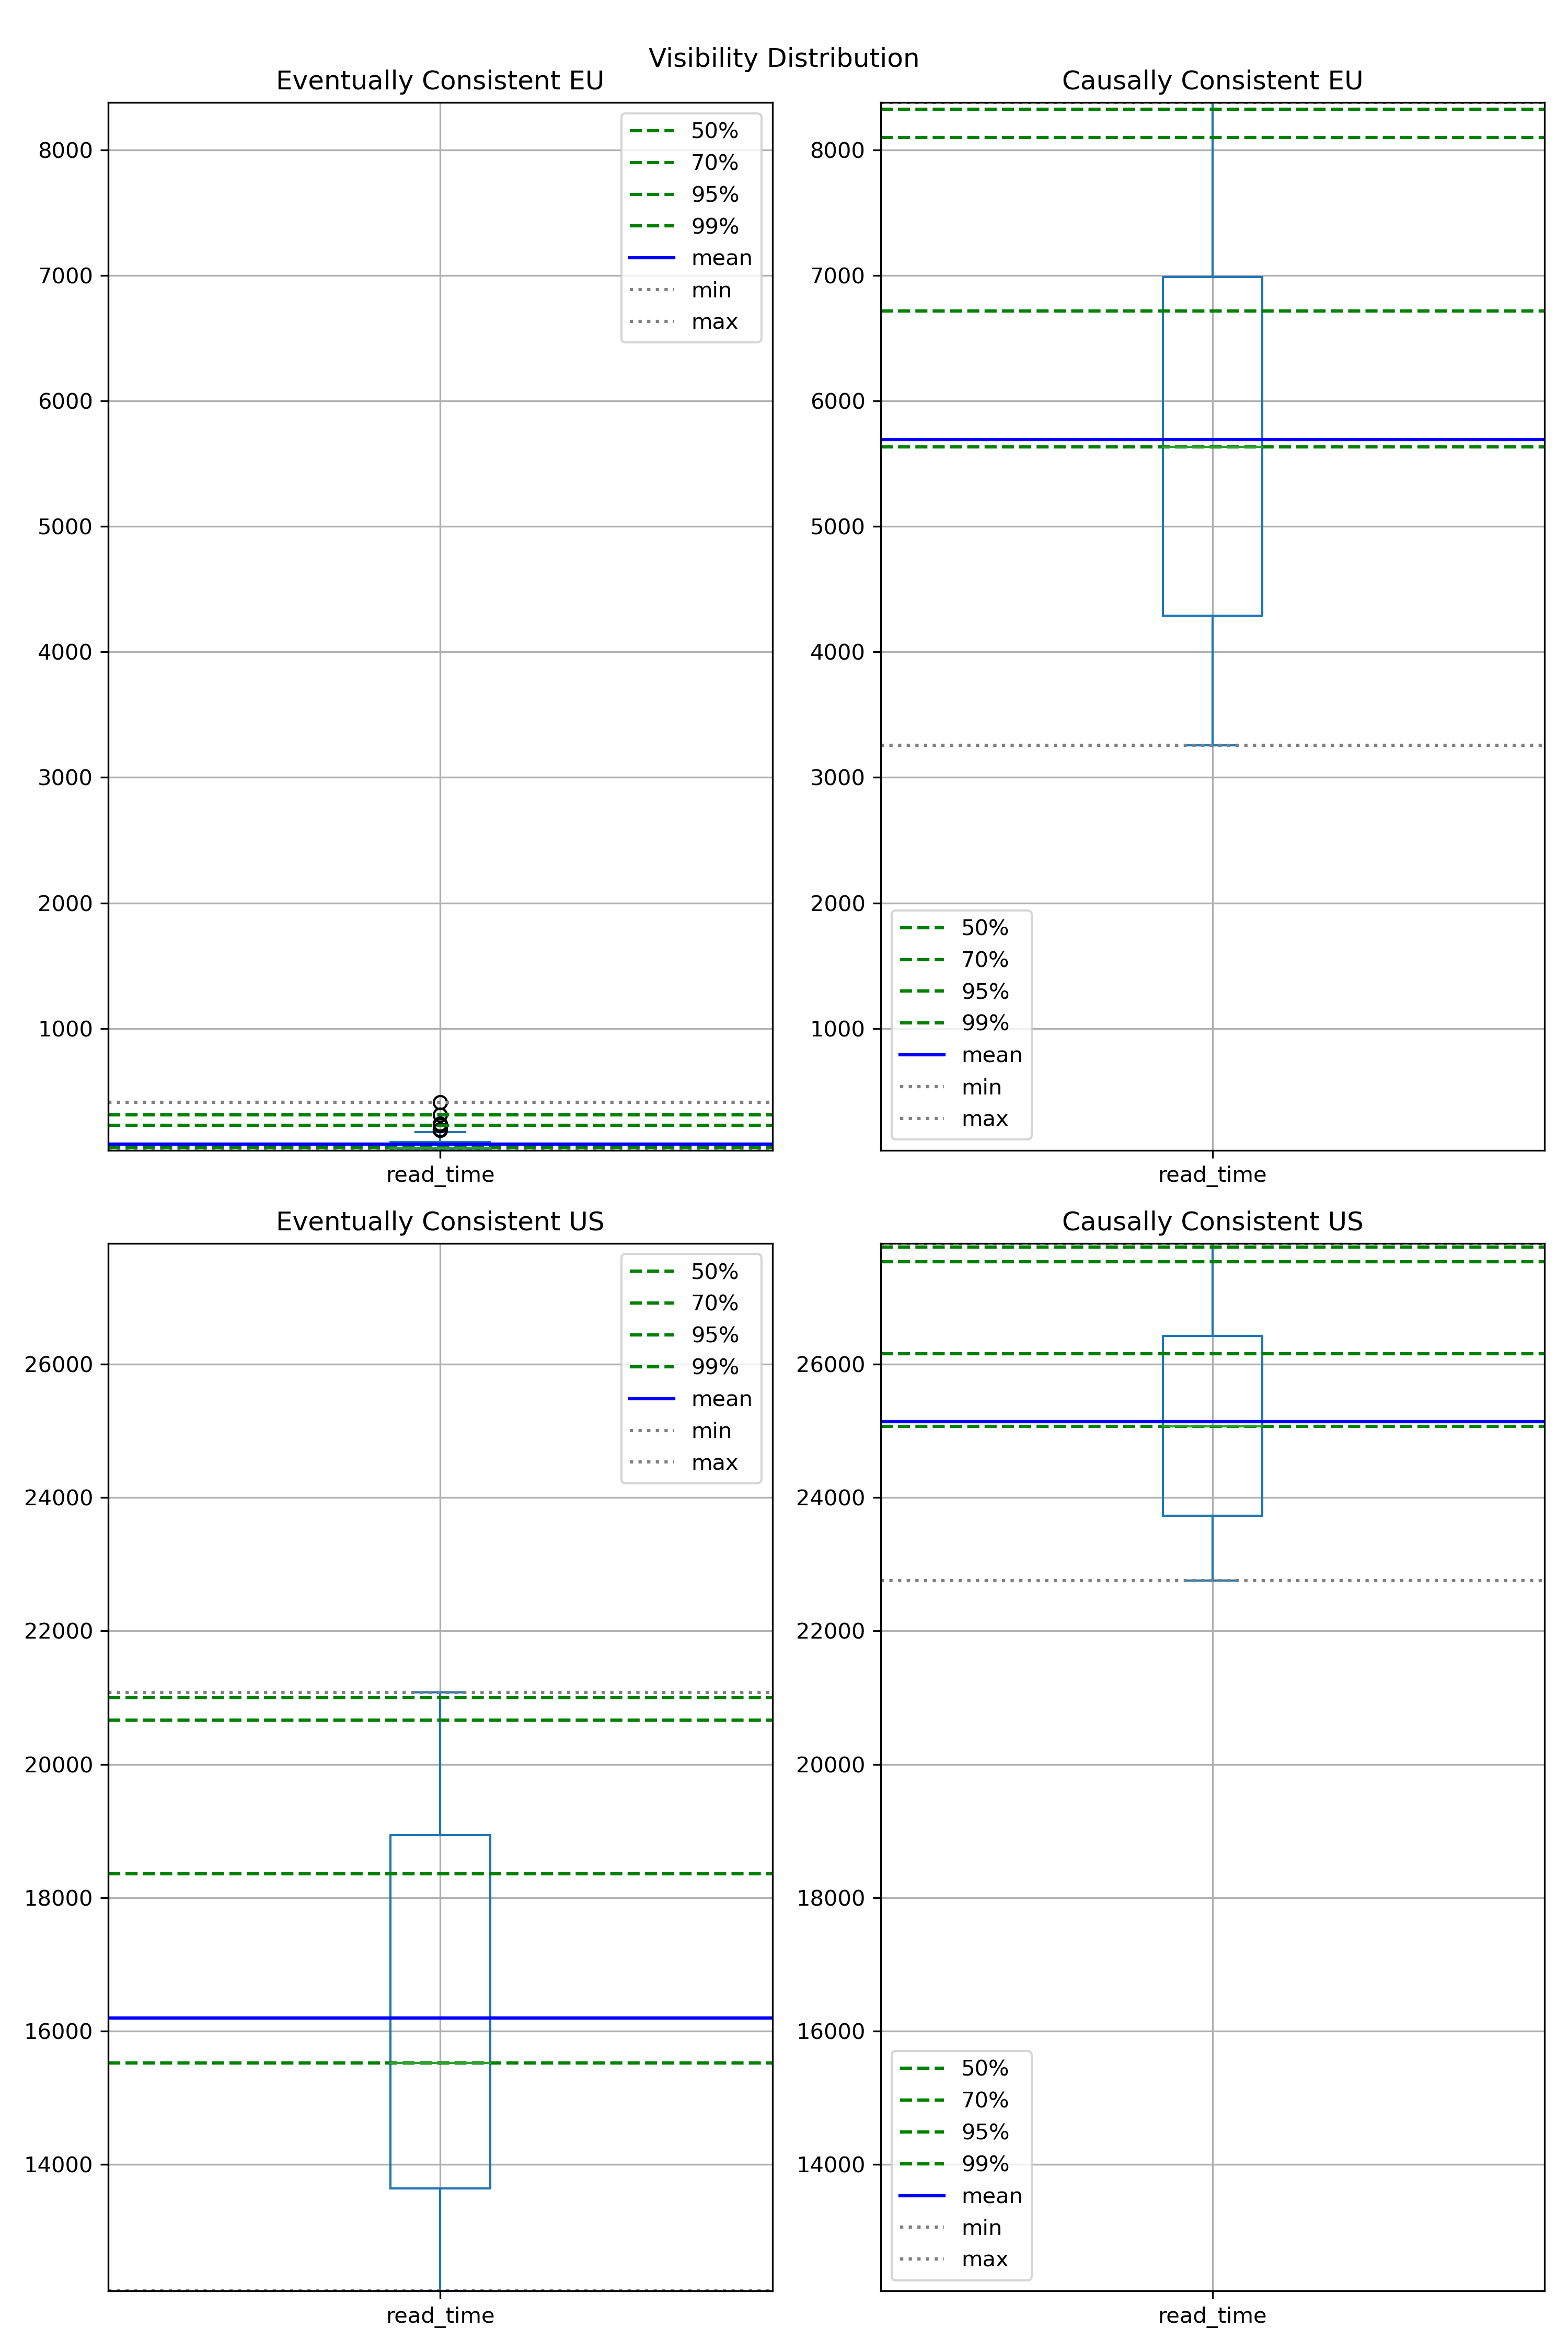 Visibility Distribution
Eventually Consistent EU
8000
7000
6000
5000
4000
3000
2000
1000
50%
70%
95%
99%
mean
min
max
read_time
Causally Consistent EU
8000
7000
6000
5000
4000
3000
2000
1000
50%
70%
95%
99%
mean
min
max
read_time
Eventually Consistent US
26000
24000
22000
20000
18000
16000
14000
50%
70%
95%
99%
mean
min
max
read_time
Causally Consistent US
26000
24000
22000
20000
18000
16000
14000
50%
70%
95%
99%
mean
min
max
read_time